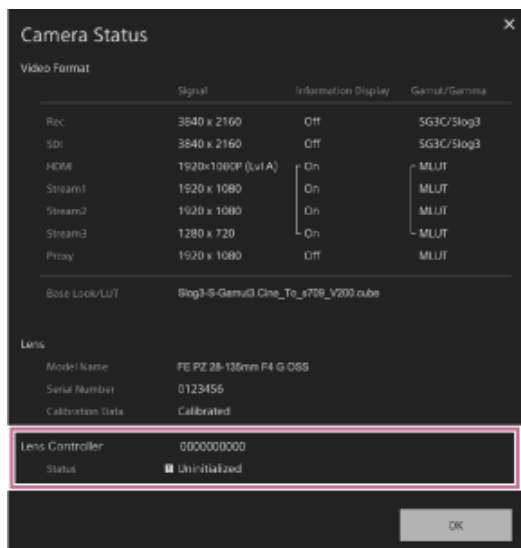 Camera Status ×
Video Format
Signal Information Display Gamut/Gamma
Rec 3840 x 2160 Off SG3C/Slog3
SDI 3840 x 2160 Off SG3C/Slog3
HDMI 1920×1080P (Lvl A) On MLUT
Stream1 1920 x 1080 On MLUT
Stream2 1920 x 1080 On MLUT
Stream3 1280 x 720 On MLUT
Proxy 1920 x 1080 Off MLUT
Base Look/LUT Slog3-S-Gamut3.Cine_To_s709_V200.cube
Lens
Model Name FE PZ 28-135mm F4 G OSS
Serial Number 0123456
Calibration Data Calibrated
Lens Controller 0000000000
Status Uninitialized
OK